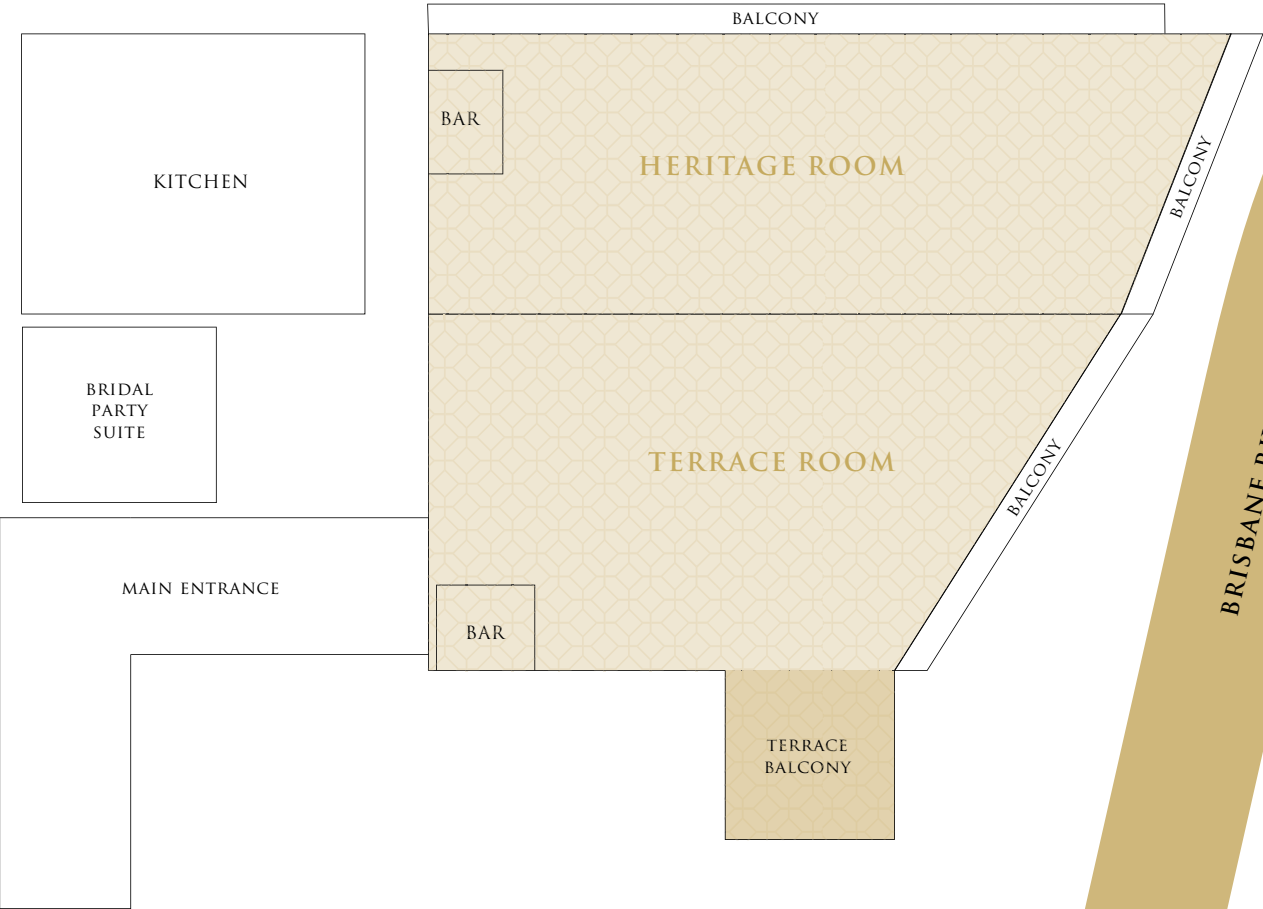 BALCONY
BAR
HERITAGE ROOM
KITCHEN
BALCONY
BRIDAL
PARTY
SUITE
TERRACE ROOM
BALCONY
MAIN ENTRANCE
BAR
BRISBANE
TERRACE
BALCONY